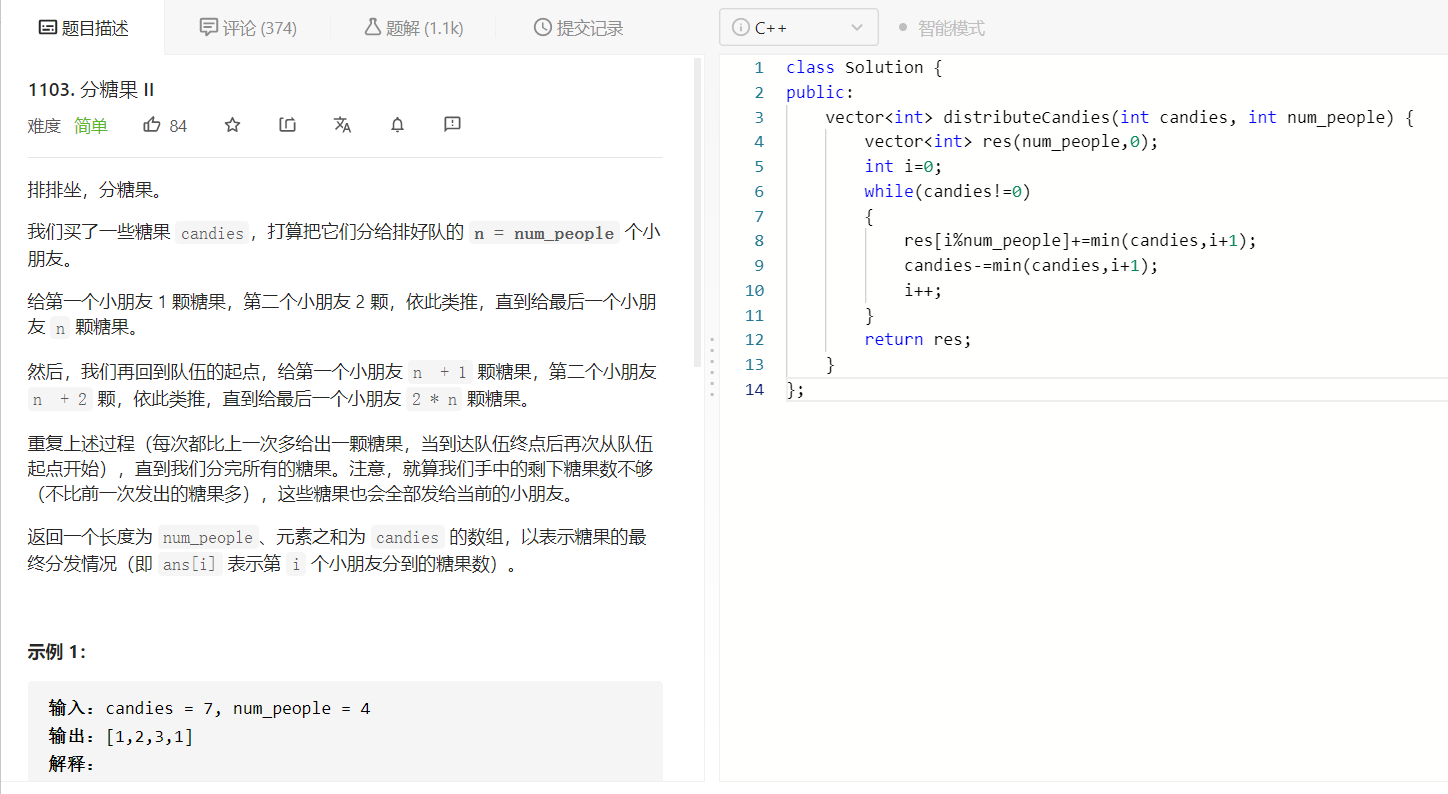 题目描述
评论 (374)
题解 (1.1k)
提交记录
1103. 分糖果 II
难度 简单 84
排排坐，分糖果。
我们买了一些糖果 candies，打算把它们分给排好队的 n = num_people 个小
朋友。
给第一个小朋友 1 颗糖果，第二个小朋友 2 颗，依此类推，直到给最后一个小朋
友 n 颗糖果。
然后，我们再回到队伍的起点，给第一个小朋友 n + 1 颗糖果，第二个小朋友
n + 2 颗，依此类推，直到给最后一个小朋友 2 * n 颗糖果。
重复上述过程（每次都比上一次多给出一颗糖果，当到达队伍终点后再次从队伍
起点开始），直到我们分完所有的糖果。注意，就算我们手中的剩下糖果数不够
（不比前一次发出的糖果多），这些糖果也会全部发给当前的小朋友。
返回一个长度为 num_people、元素之和为 candies 的数组，以表示糖果的最
终分发情况（即 ans[i] 表示第 i 个小朋友分到的糖果数）。
示例 1：
输入：candies = 7, num_people = 4
输出：[1,2,3,1]
解释：
C++
智能模式
1 class Solution {
2 public:
3 vector<int> distributeCandies(int candies, int num_people) {
4 vector<int> res(num_people,0);
5 int i=0;
6 while(candies!=0)
7 {
8 res[i%num_people]+=min(candies,i+1);
9 candies-=min(candies,i+1);
10 i++;
11 }
12 return res;
13 }
14 };